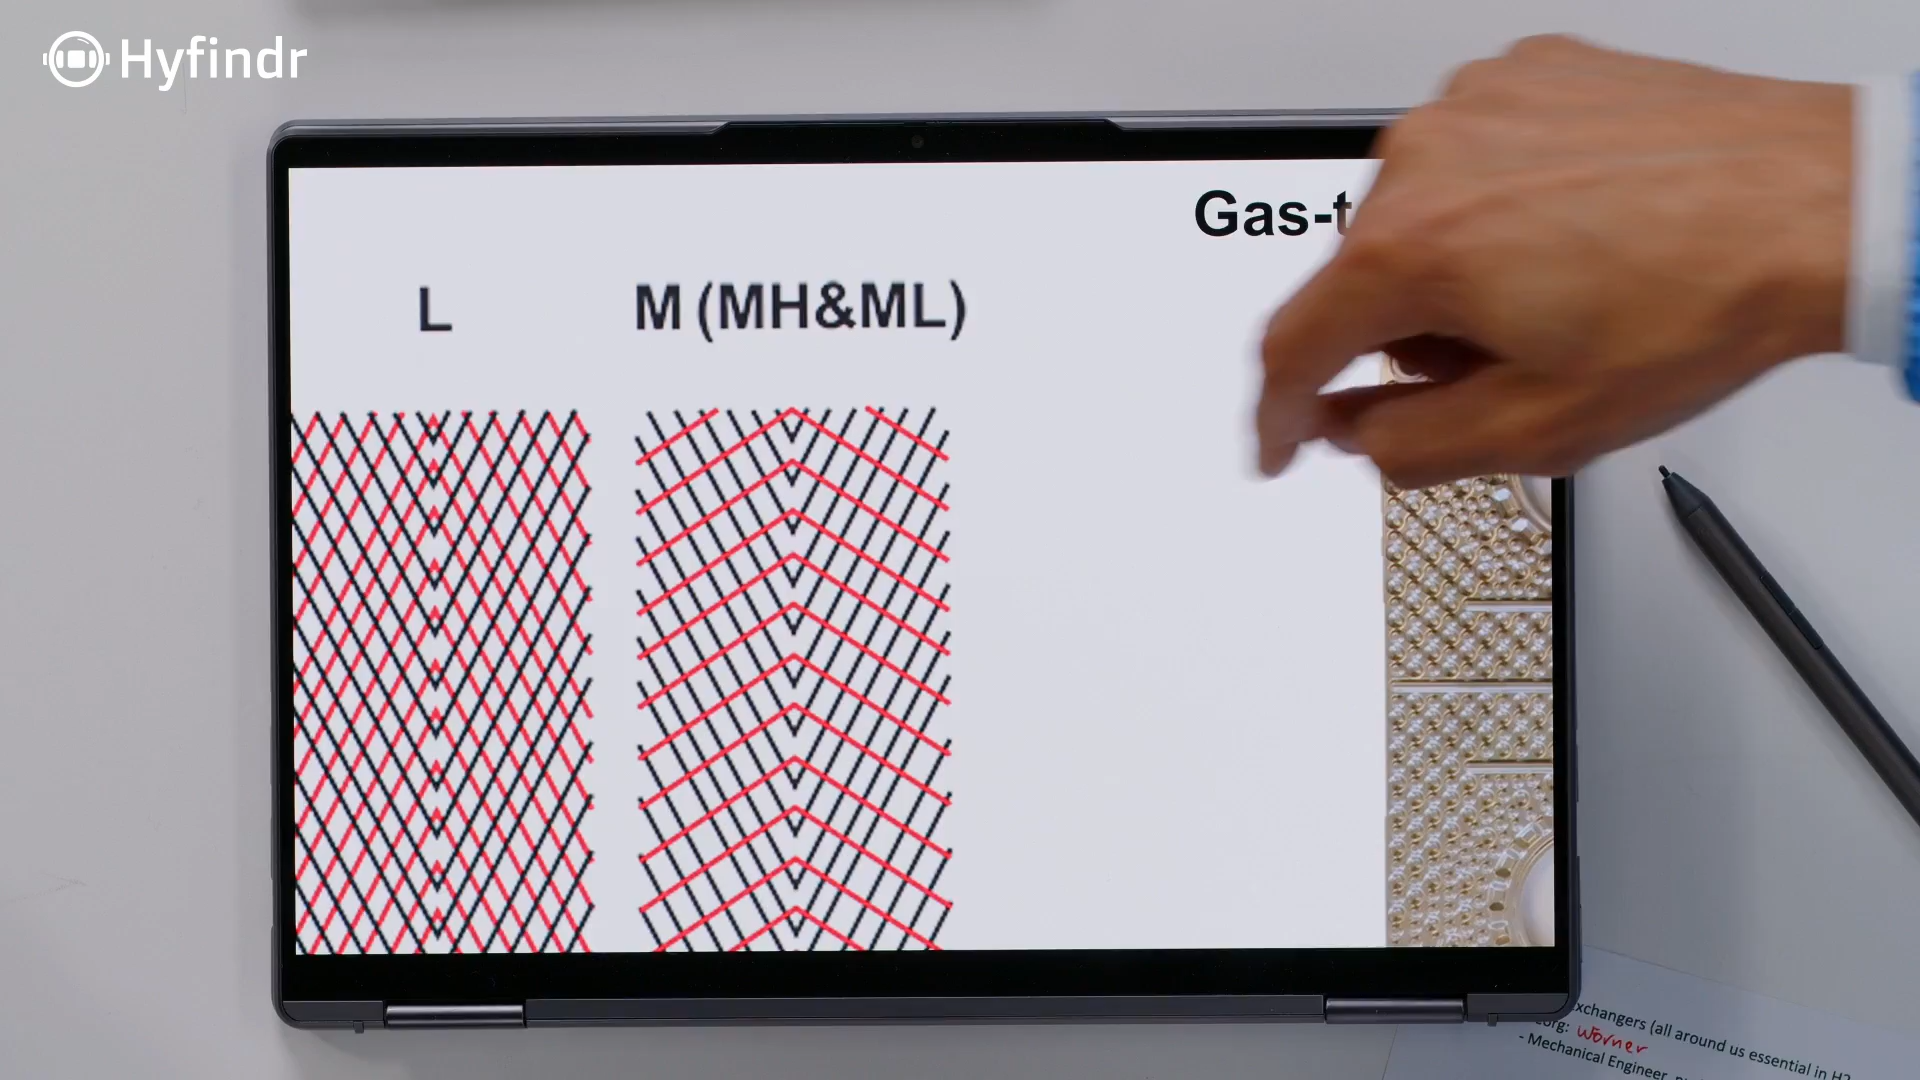 Hyfindr
Gas-t
L
M (MH&ML)
xchangers (all around us essential in H2
org: Worner
- Mechanical Engineer